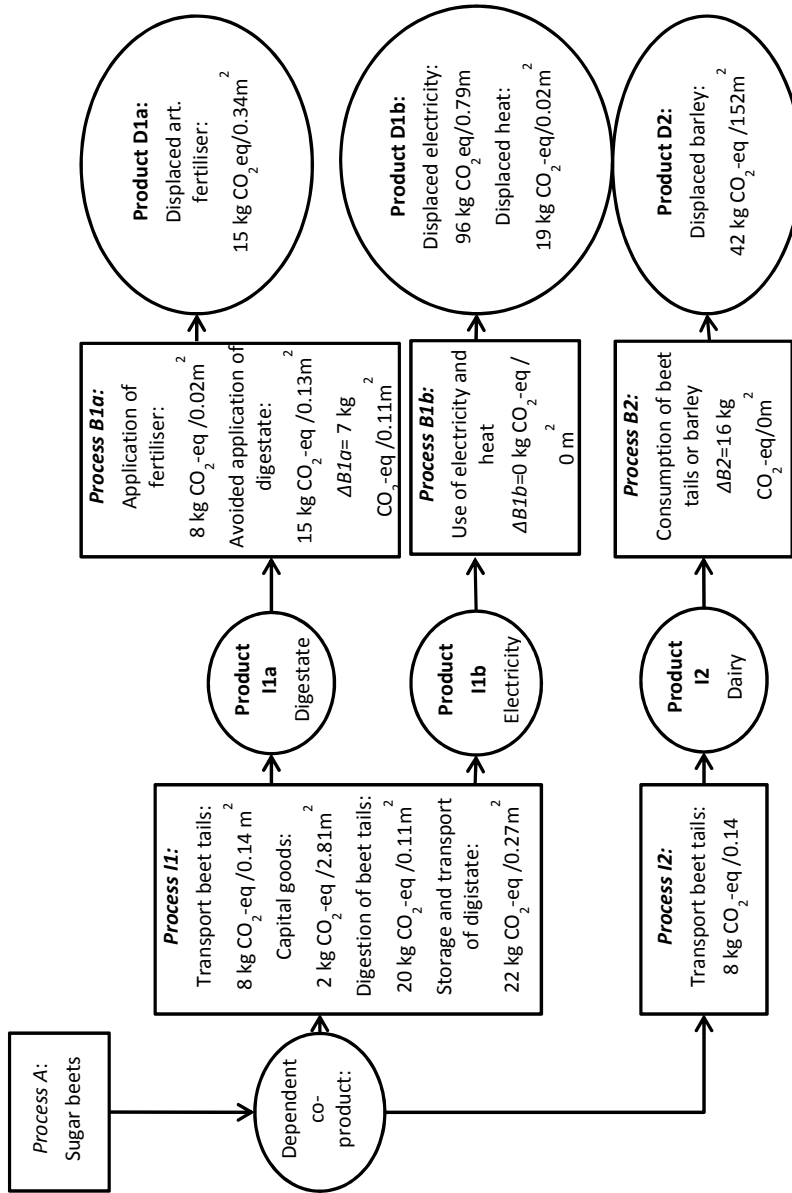 Process A:
Sugar beets
Dependent
co-
product:
Process I1:
Transport beet tails:
8 kg CO2-eq /0.14 m2
Capital goods:
2 kg CO2-eq /2.81m2
Digestion of beet tails:
20 kg CO2-eq /0.11m2
Storage and transport
of digistate:
22 kg CO2-eq /0.27m2
Product
I1a
Digestate
Product
I1b
Electricity
Process B1a:
Application of
fertiliser:
8 kg CO2-eq /0.02m2
Avoided application of
digestate:
15 kg CO2-eq /0.13m2
ΔB1a= 7 kg
CO2-eq /0.11m2
Process B1b:
Use of electricity and
heat
ΔB1b=0 kg CO2-eq /
0 m2
Product D1a:
Displaced art.
fertiliser:
15 kg CO2 eq/0.34m2
Product D1b:
Displaced electricity:
96 kg CO2eq/0.79m2
Displaced heat:
19 kg CO2-eq/0.02m2
Process I2:
Transport beet tails:
8 kg CO2-eq /0.14
Product
I2
Dairy
Process B2:
Consumption of beet
tails or barley
ΔB2=16 kg
CO2-eq/0m2
Product D2:
Displaced barley:
42 kg CO2-eq /152m2